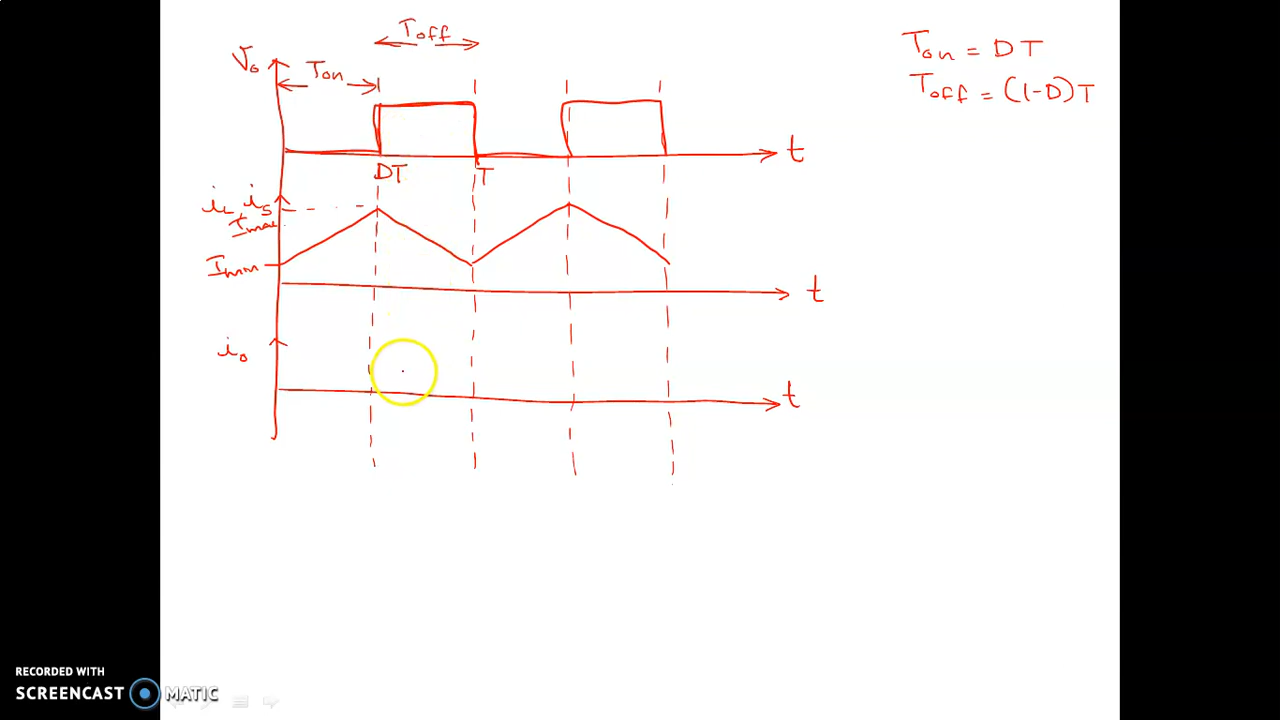 Toff
Ton = DT
Vo
Ton
Toff = (1-D)T
t
DT
T
iL, is
Imax
Imin
t
io
t
RECORDED WITH
SCREENCAST MATIC